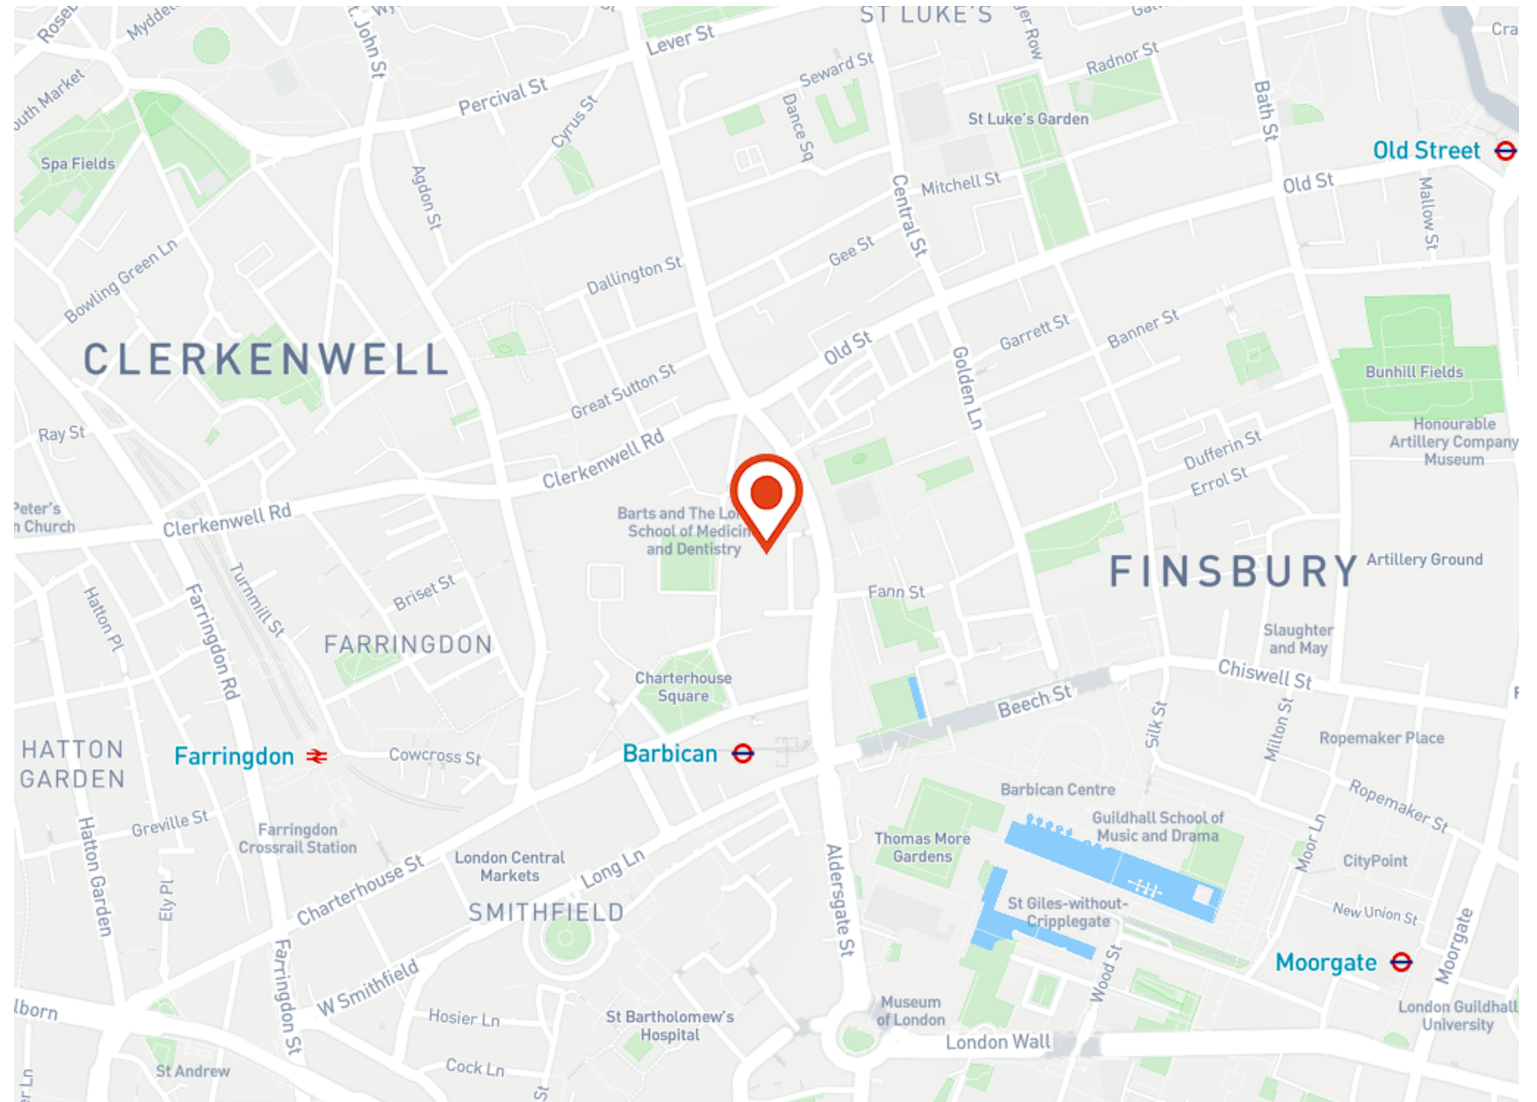 ST LUKE'S
Lever St
Seward St
Radnor St
St. John St
Percival St
Cyrus St
Dance Sq
St Luke's Garden
Bath St
Old Street
Spa Fields
Agdon St
Mitchell St
Central St
Old St
Mallow St
Bowling Green Ln
Gee St
Dallington St
CLERKENWELL
Old St
Garrett St
Banner St
Great Sutton St
Golden Ln
Bunhill Fields
Ray St
Clerkenwell Rd
Honourable
Artillery Company
Museum
Dufferin St
Errol St
Clerkenwell Rd
Barts and The Lon
School of Medicin
and Dentistry
FINSBURY
Artillery Ground
Turnmill St
Briset St
Hatton Pl
Farringdon Rd
Fann St
FARRINGDON
Slaughter
and May
Charterhouse
Square
Chiswell St
Beech St
Silk St
Milton St
HATTON
GARDEN
Farringdon
Cowcross St
Barbican
Ropemaker Place
Barbican Centre
Ropemaker St
Greville St
Farringdon
Crossrail Station
Guildhall School of
Music and Drama
Moor Ln
Thomas More
Gardens
CityPoint
London Central
Markets
Long Ln
Hatton Garden
Ely Pl
Charterhouse St
Aldersgate St
SMITHFIELD
St Giles-without-
Cripplegate
New Union St
Moorgate
Moorgate
Wood St
Farringdon St
W Smithfield
Hosier Ln
St Bartholomew's
Hospital
Museum
of London
London Guildhall
University
London Wall
St Andrew
Cock Ln